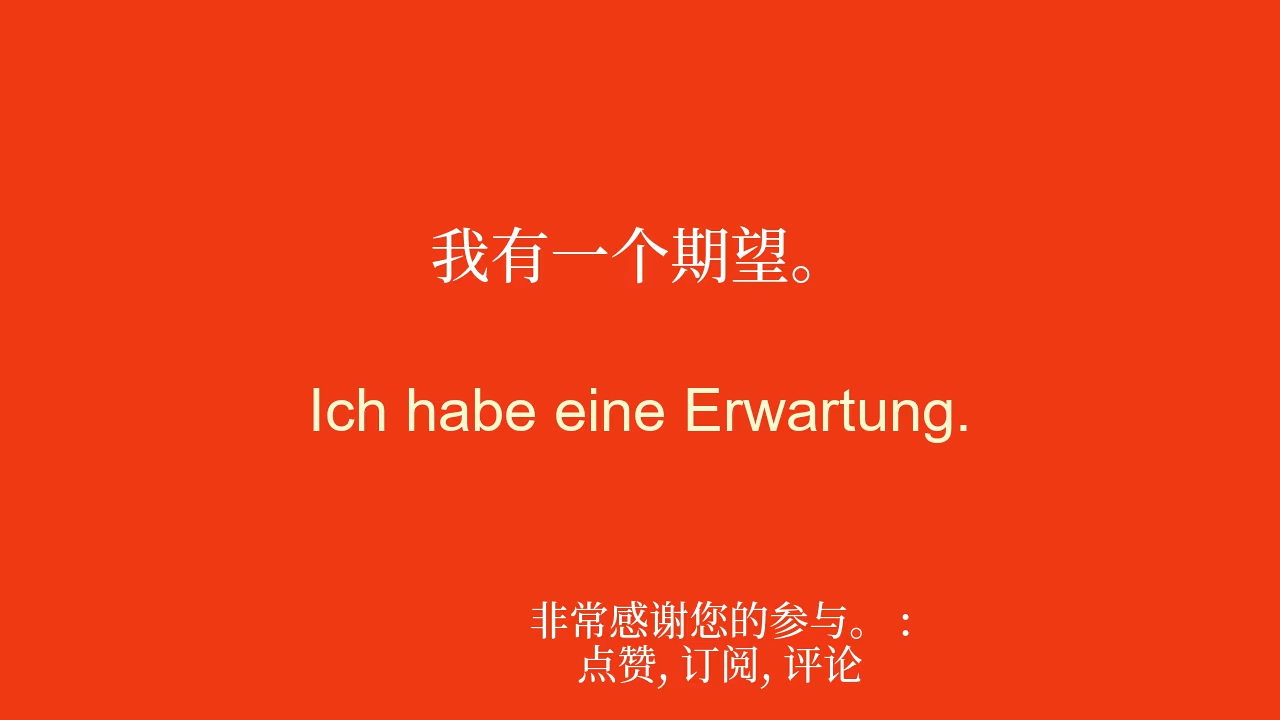 我有一个期望。
Ich habe eine Erwartung.
非常感谢您的参与。 :
点赞, 订阅, 评论